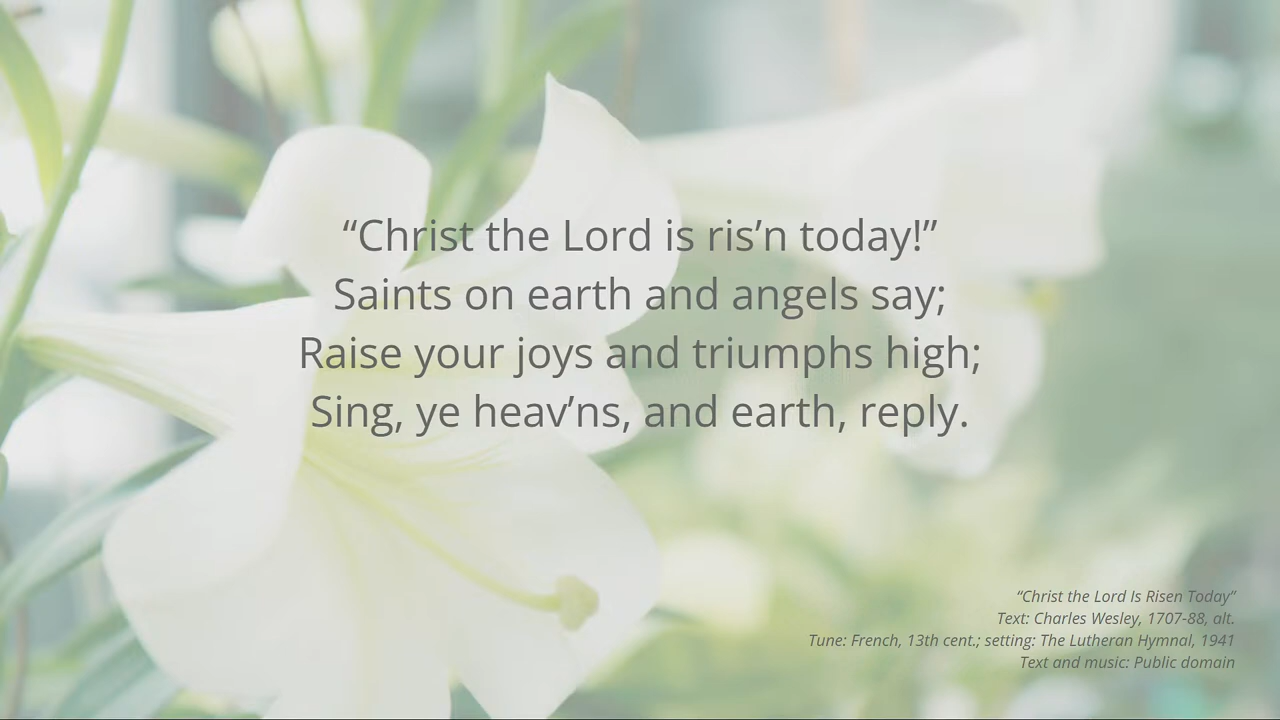 “Christ the Lord is ris’n today!”
Saints on earth and angels say;
Raise your joys and triumphs high;
Sing, ye heav’ns, and earth, reply.
“Christ the Lord Is Risen Today”
Text: Charles Wesley, 1707-88, alt.
Tune: French, 13th cent.; setting: The Lutheran Hymnal, 1941
Text and music: Public domain